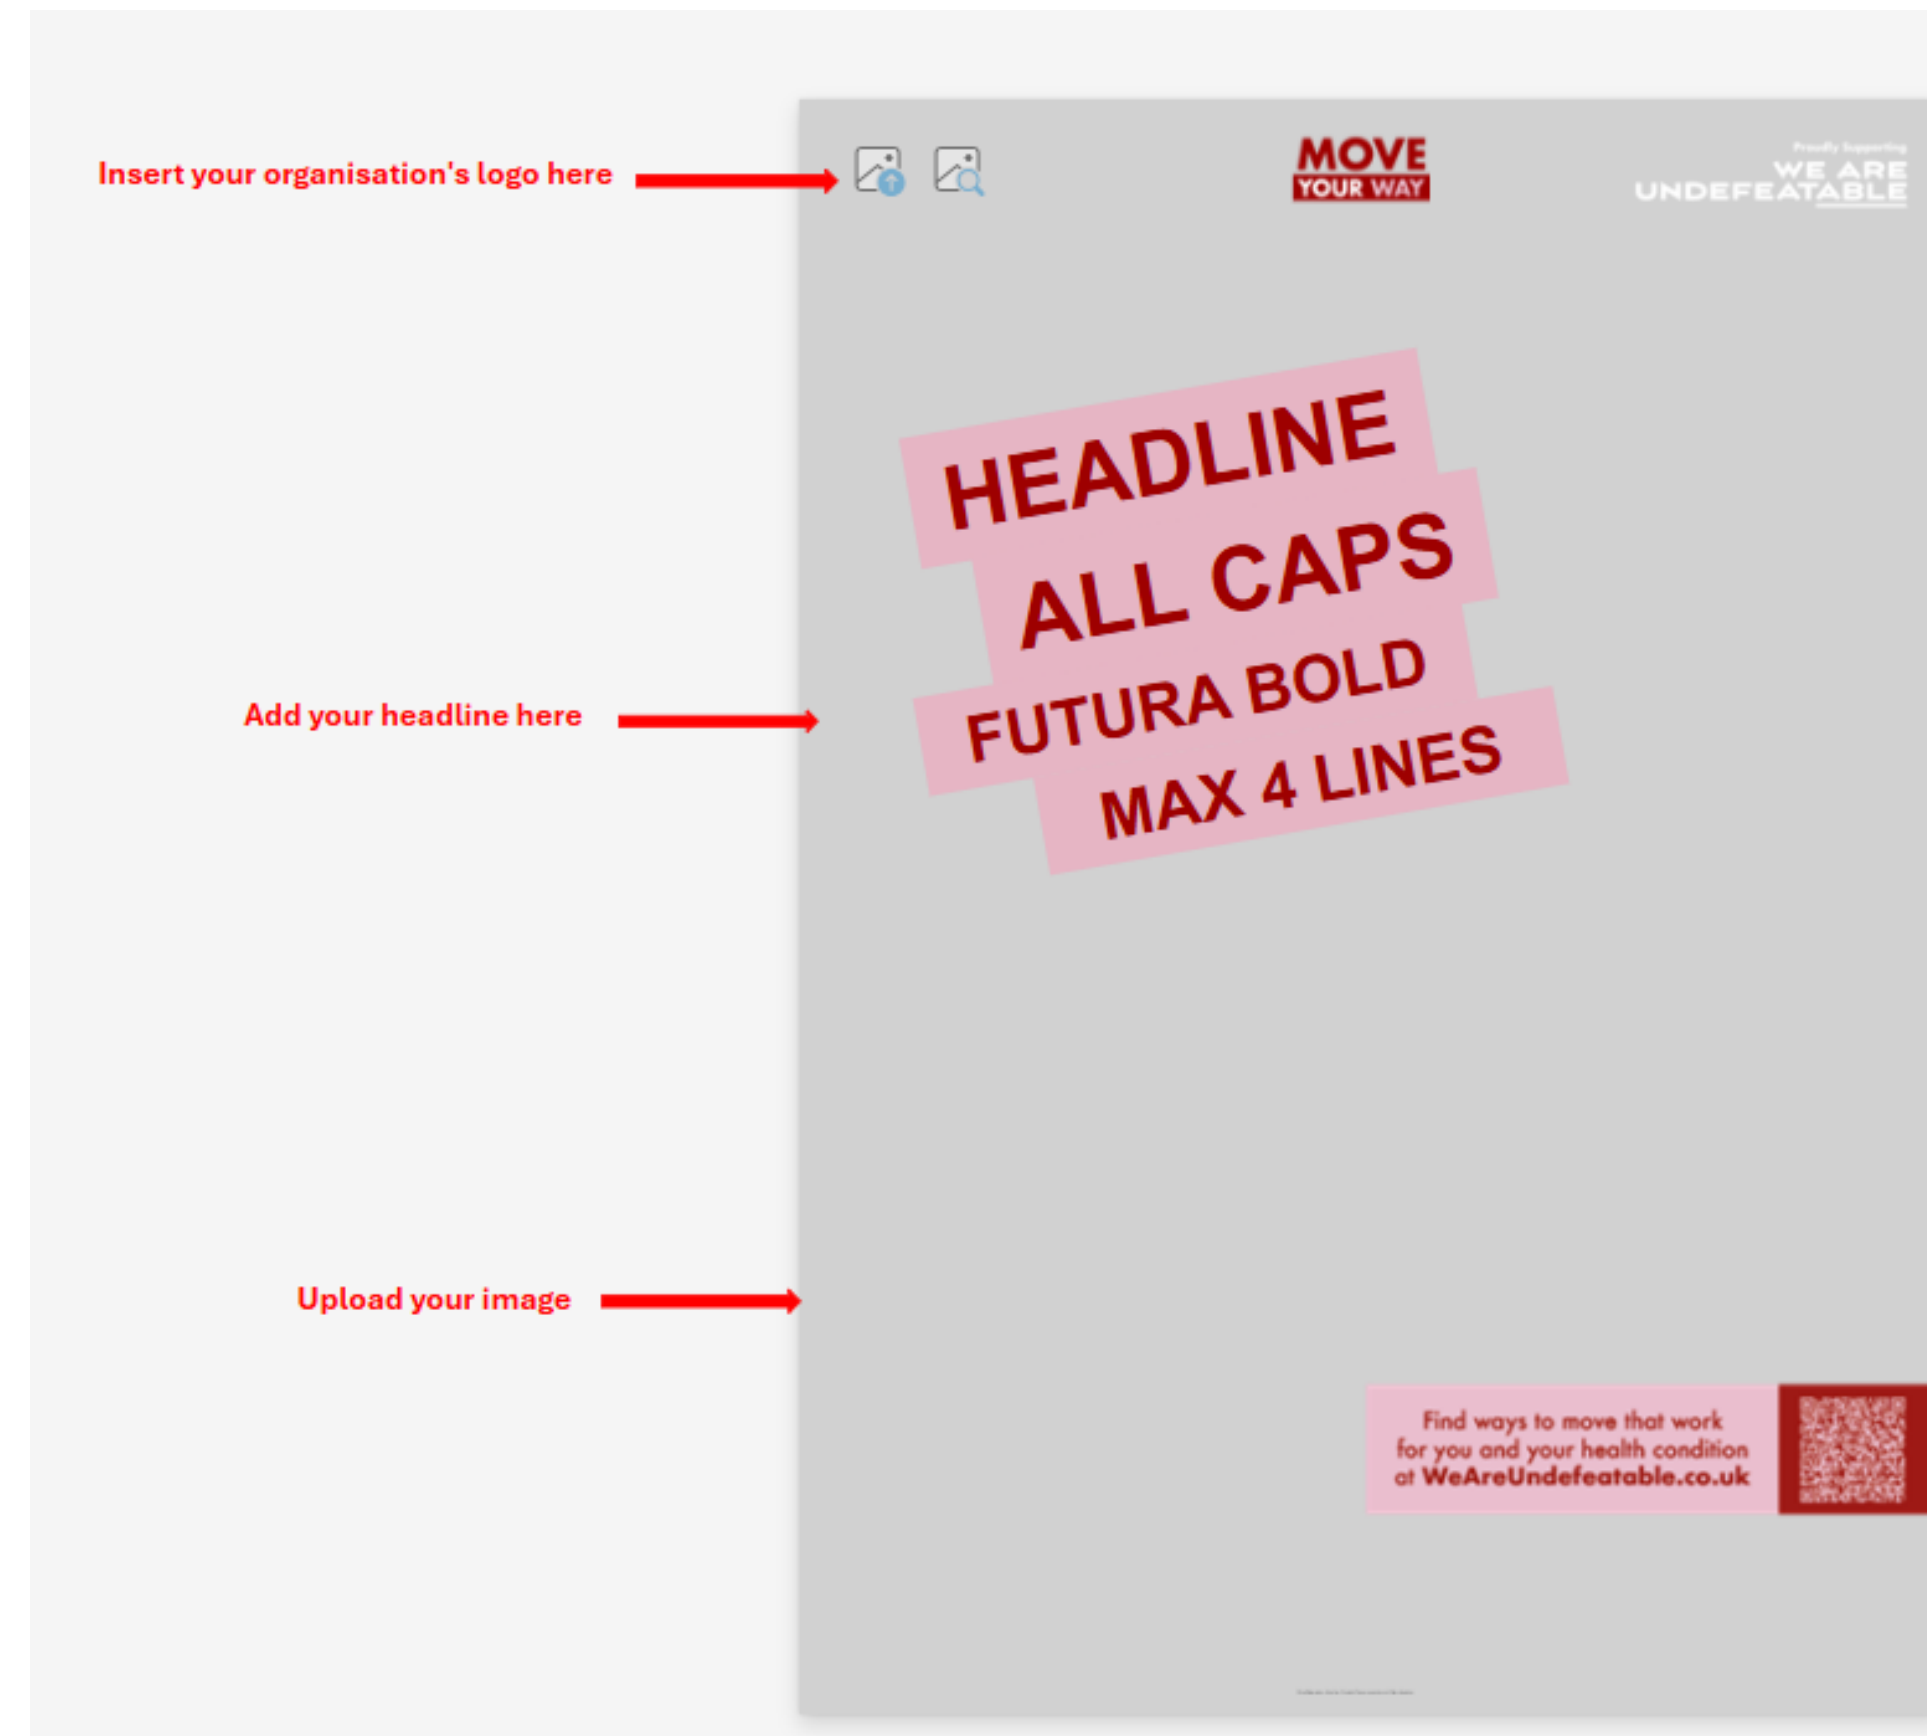 Insert your organisation's logo here
MOVE
YOUR WAY
Proudly Supporting
WE ARE
UNDEFEATABLE
HEADLINE
ALL CAPS
FUTURA BOLD
MAX 4 LINES
Add your headline here
Upload your image
Find ways to move that work
for you and your health condition
at WeAreUndefeatable.co.uk